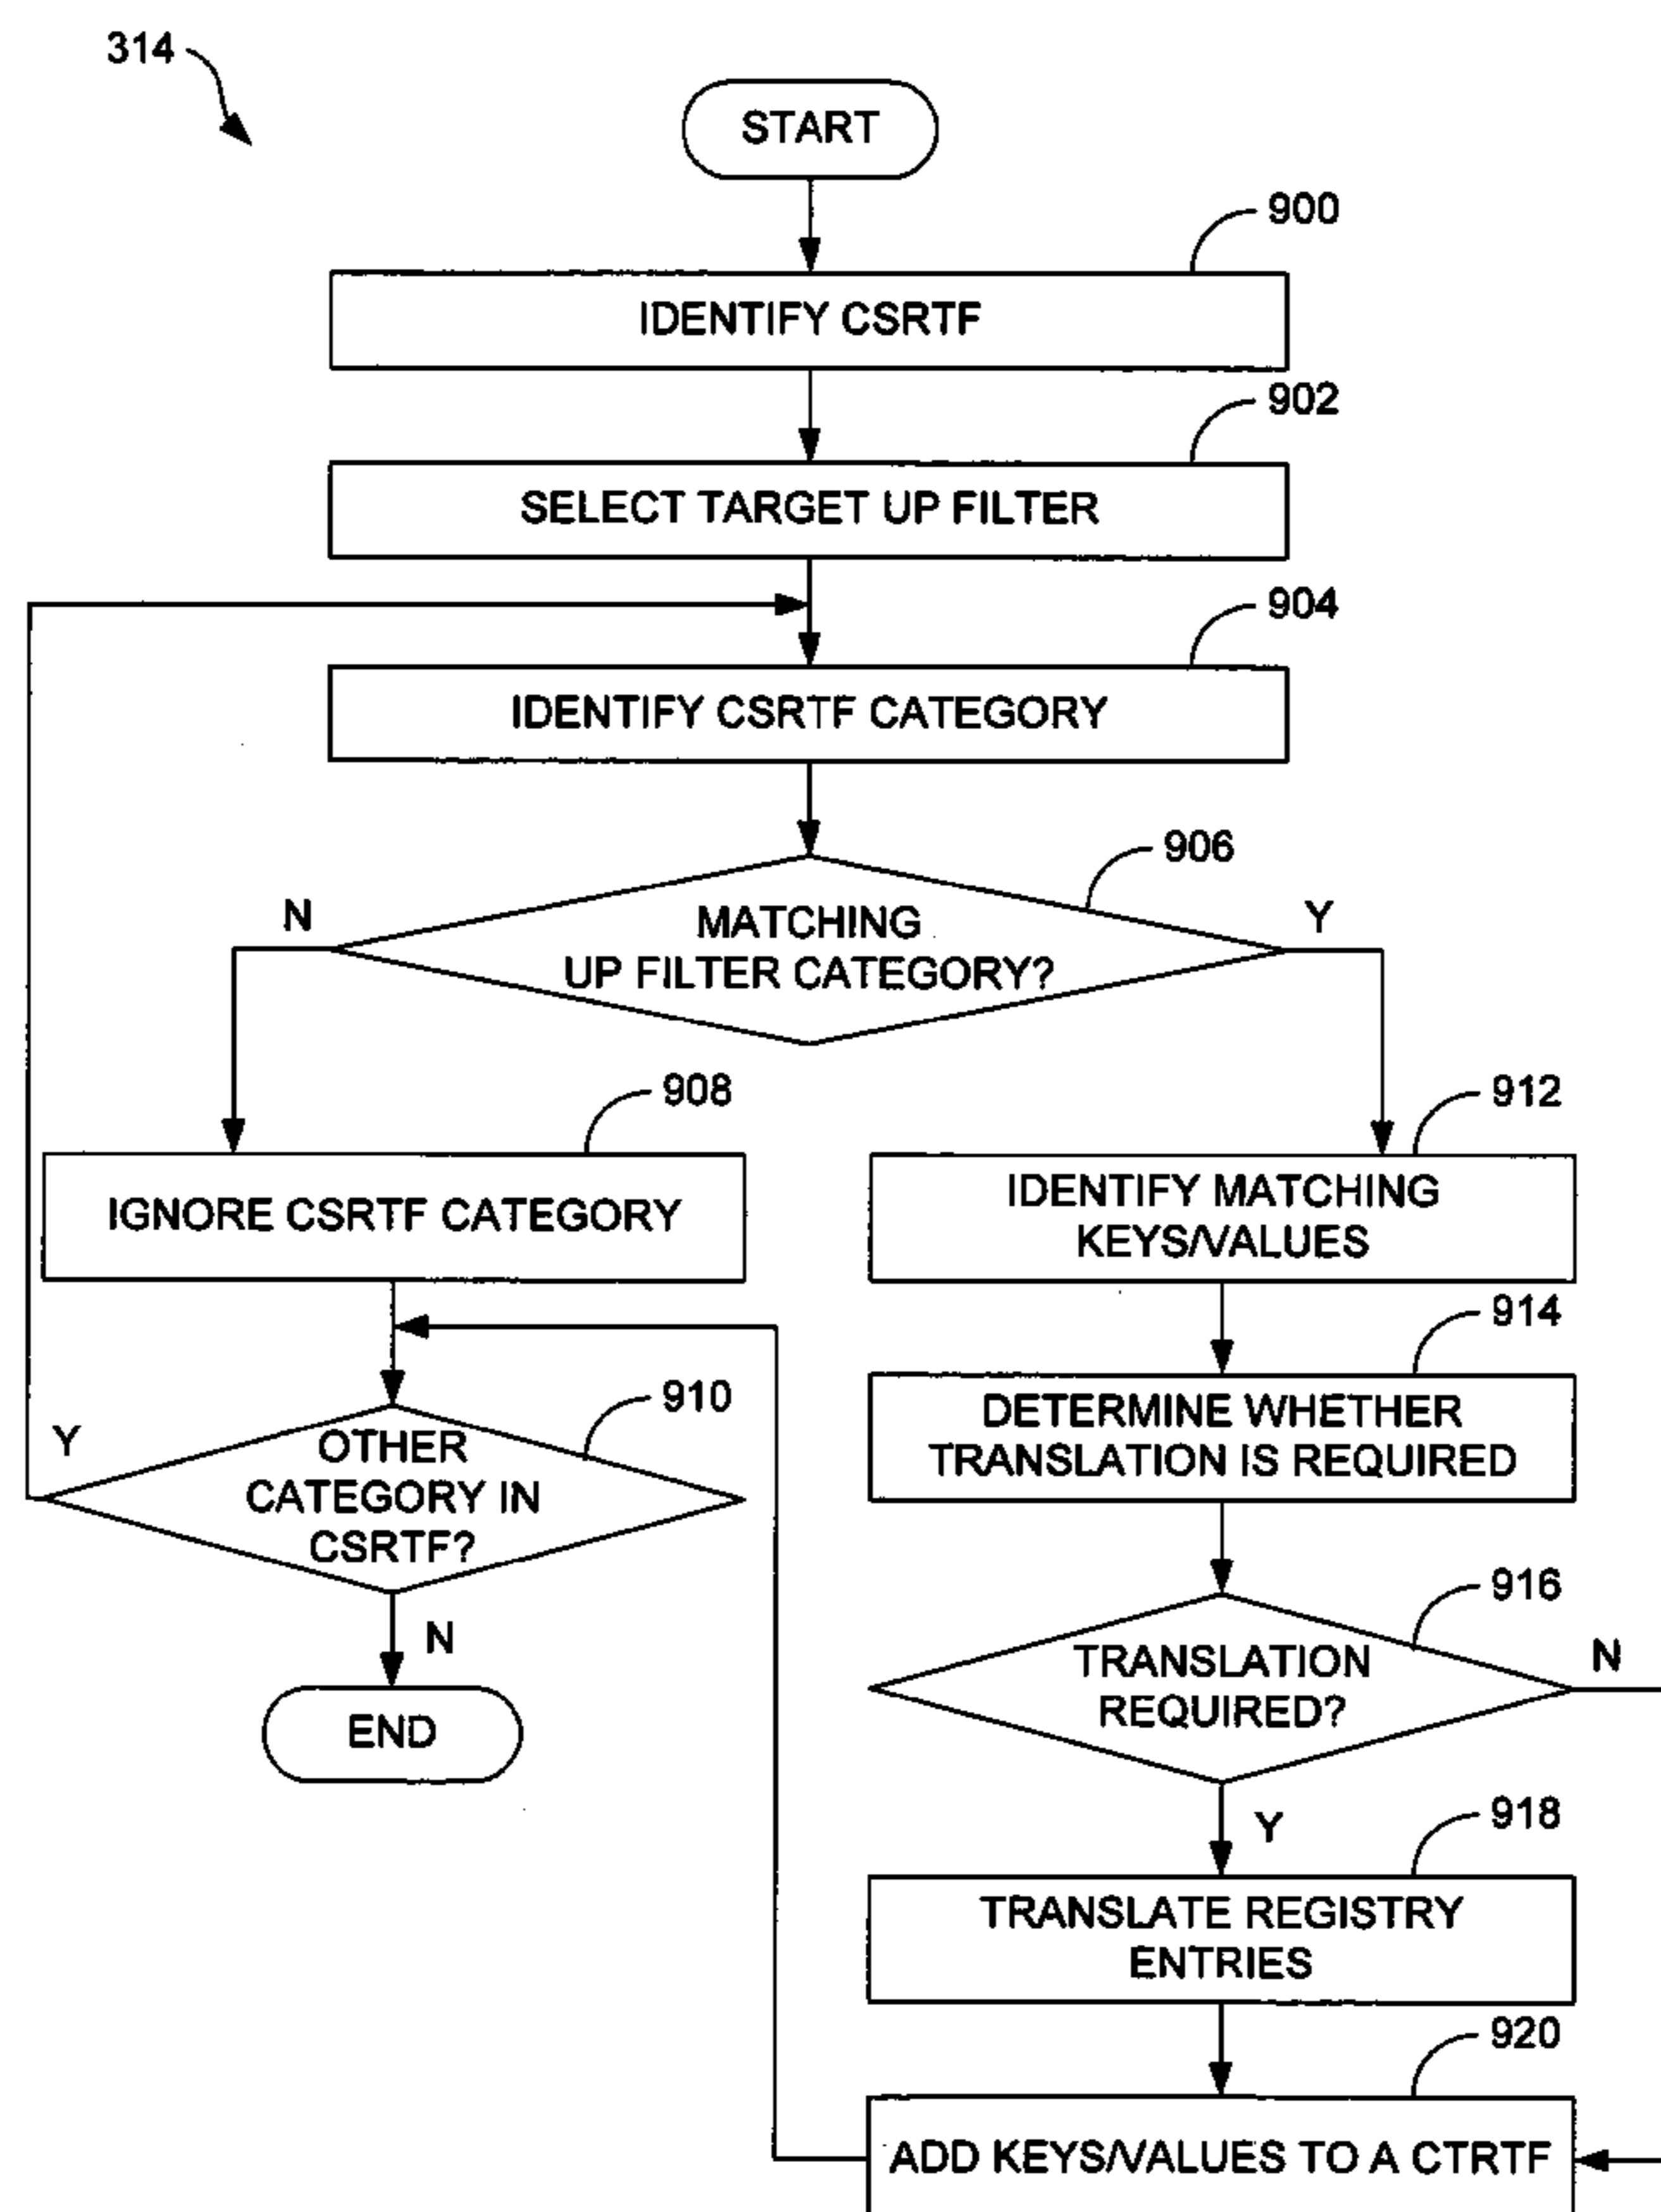 314
START
900
IDENTIFY CSRTF
902
SELECT TARGET UP FILTER
904
IDENTIFY CSRTF CATEGORY
906
N
MATCHING
UP FILTER CATEGORY?
Y
908
IGNORE CSRTF CATEGORY
912
IDENTIFY MATCHING
KEYS/VALUES
914
DETERMINE WHETHER
TRANSLATION IS REQUIRED
910
Y
OTHER
CATEGORY IN
CSRTF?
N
END
916
TRANSLATION
REQUIRED?
N
Y
918
TRANSLATE REGISTRY
ENTRIES
920
ADD KEYS/VALUES TO A CTRTF